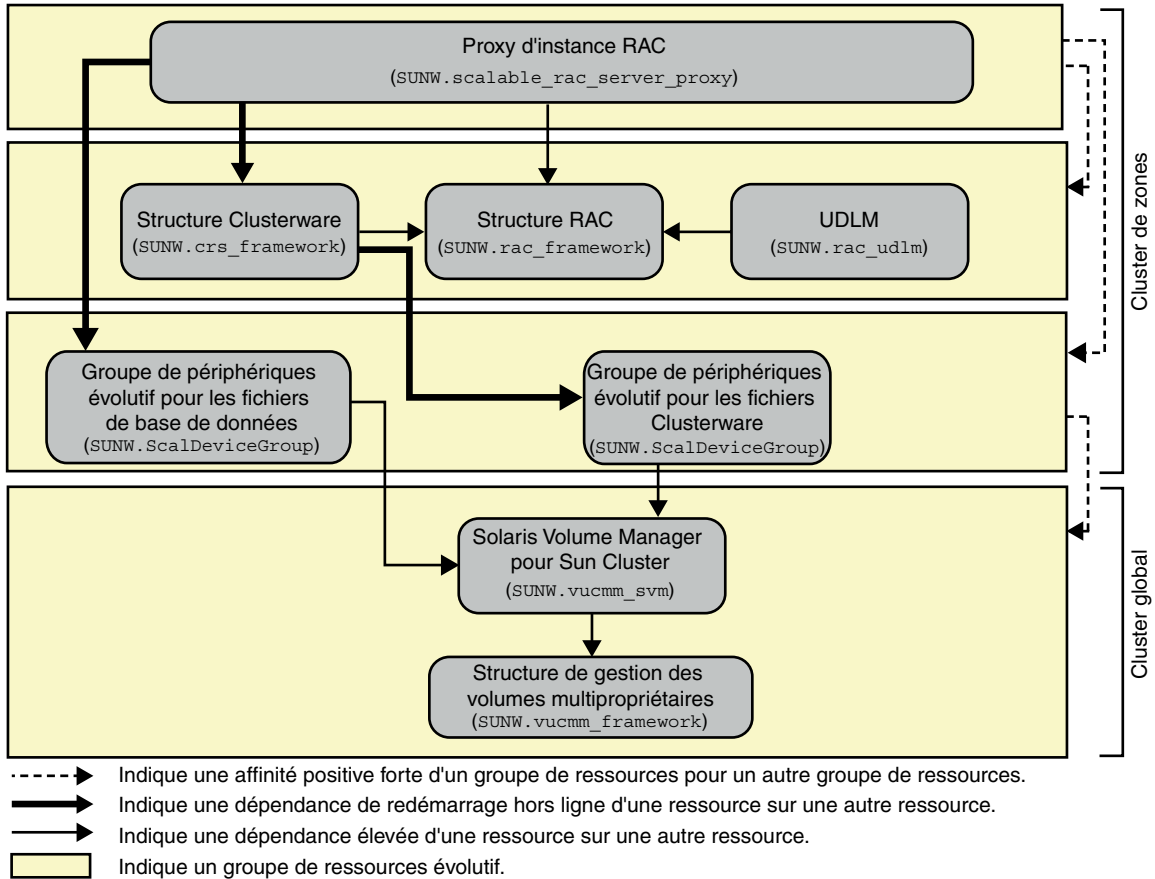 Proxy d'instance RAC
(SUNW.scalable_rac_server_proxy)
Structure Clusterware
(SUNW.crs_framework)
Structure RAC
(SUNW.rac_framework)
UDLM
(SUNW.rac_udlm)
Cluster de zones
Groupe de périphériques
évolutif pour les fichiers
de base de données
(SUNW.ScalDeviceGroup)
Groupe de périphériques
évolutif pour les fichiers
Clusterware
(SUNW.ScalDeviceGroup)
Solaris Volume Manager
pour Sun Cluster
(SUNW.vucmm_svm)
Structure de gestion des
volumes multipropriétaires
(SUNW.vucmm_framework)
Cluster global
Indique une affinité positive forte d'un groupe de ressources pour un autre groupe de ressources.
Indique une dépendance de redémarrage hors ligne d'une ressource sur une autre ressource.
Indique une dépendance élevée d'une ressource sur une autre ressource.
Indique un groupe de ressources évolutif.